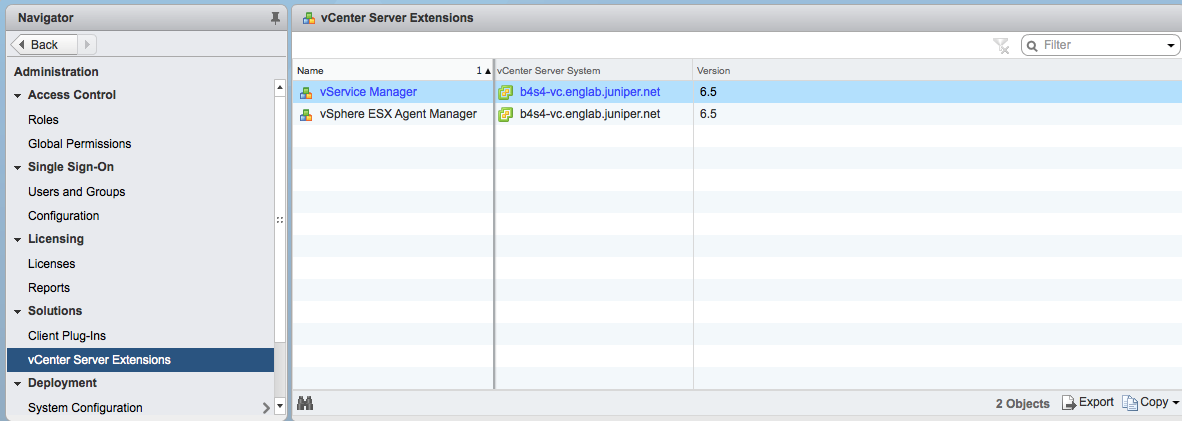 Navigator
Back
Administration
Access Control
Roles
Global Permissions
Single Sign-On
Users and Groups
Configuration
Licensing
Licenses
Reports
Solutions
Client Plug-Ins
vCenter Server Extensions
Deployment
System Configuration
vCenter Server Extensions
Filter
Name 1 ▲ vCenter Server System Version
vService Manager b4s4-vc.englab.juniper.net 6.5
vSphere ESX Agent Manager b4s4-vc.englab.juniper.net 6.5
2 Objects Export Copy